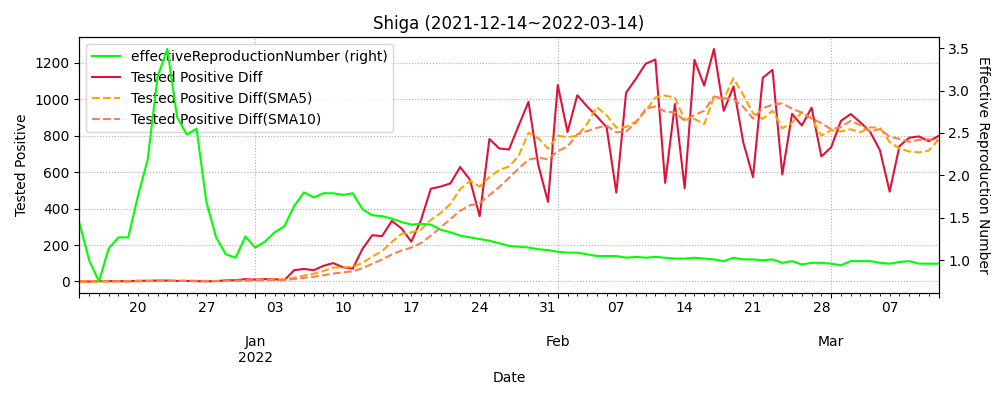 Shiga (2021-12-14~2022-03-14)
effectiveReproductionNumber (right)
Tested Positive Diff
Tested Positive Diff(SMA5)
Tested Positive Diff(SMA10)
Tested Positive
1200
1000
800
600
400
200
0
3.5
3.0
2.5
2.0
1.5
1.0
Effective Reproduction Number
20 27 03 10 17 24 31 07 14 21 28 07
Jan Feb Mar
2022
Date